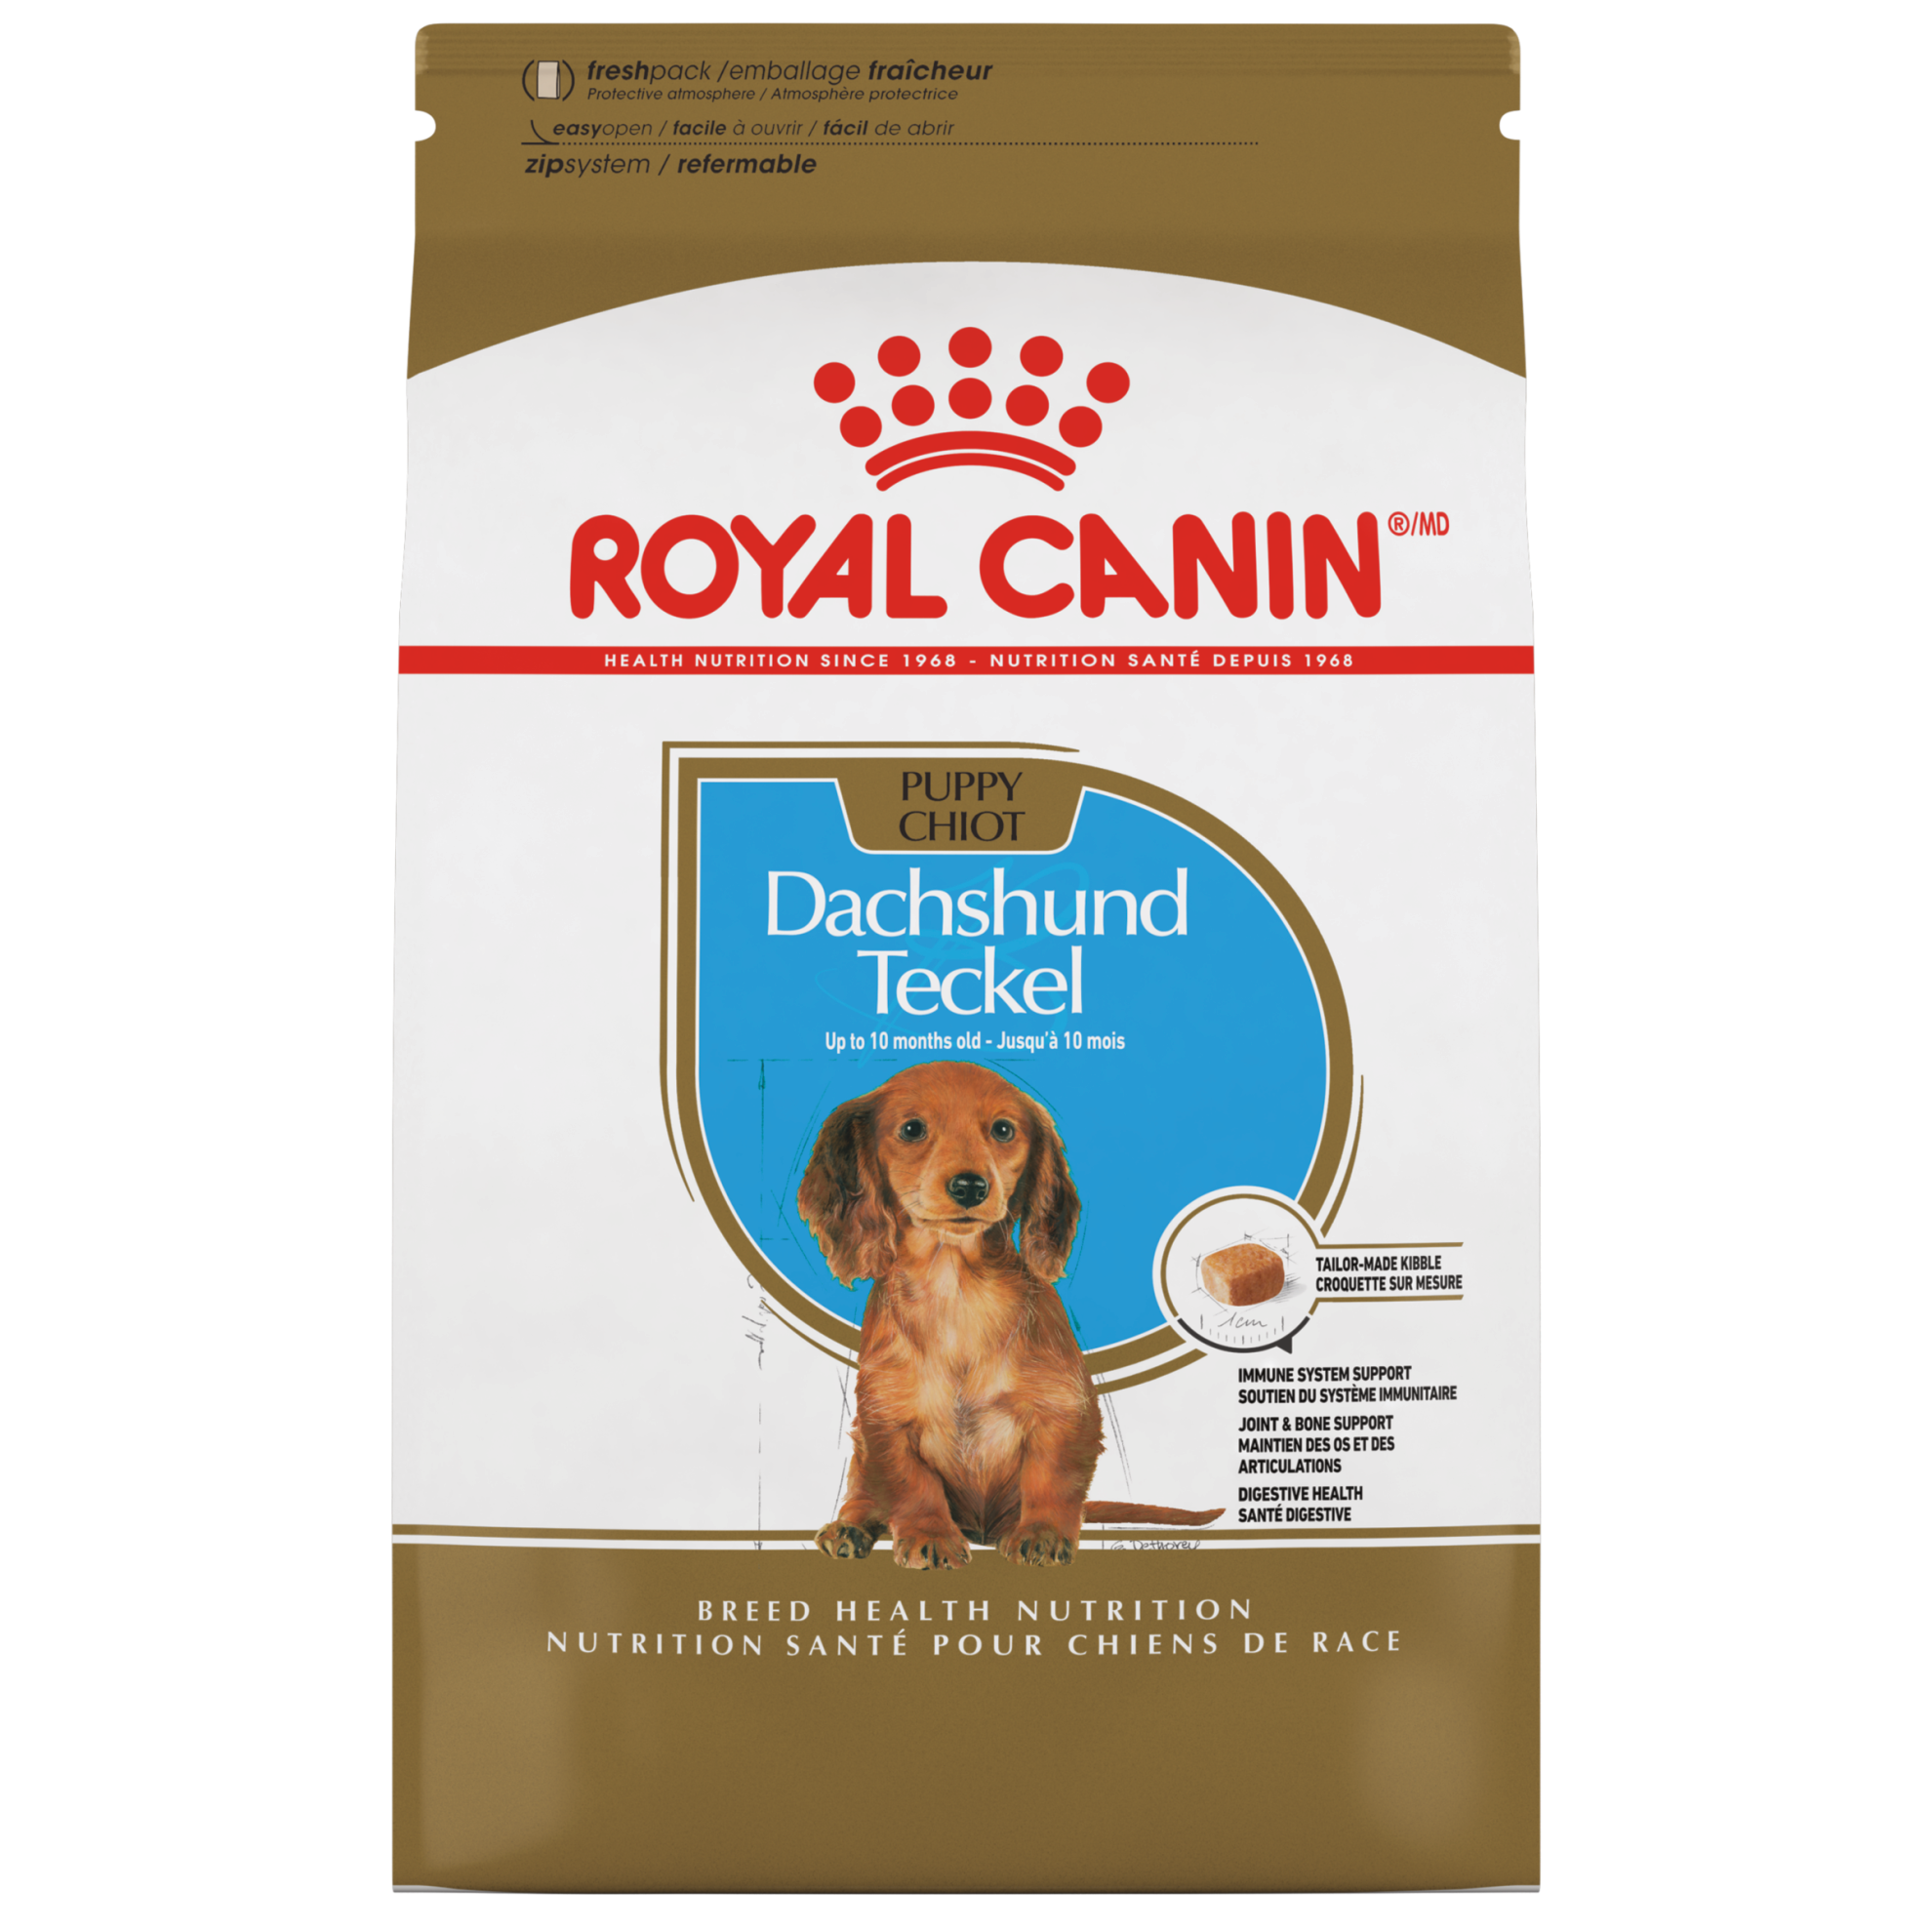 freshpack / emballage fraîcheur
Protective atmosphere / Atmosphère protectrice
easyopen / facile à ouvrir / fácil de abrir
zipsystem / refermable
ROYAL CANIN®/MD
HEALTH NUTRITION SINCE 1968 - NUTRITION SANTÉ DEPUIS 1968
PUPPY
CHIOT
Dachshund
Teckel
Up to 10 months old - Jusqu'à 10 mois
TAILOR-MADE KIBBLE
CROQUETTE SUR MESURE
1cm
IMMUNE SYSTEM SUPPORT
SOUTIEN DU SYSTÈME IMMUNITAIRE
JOINT & BONE SUPPORT
MAINTIEN DES OS ET DES
ARTICULATIONS
DIGESTIVE HEALTH
SANTÉ DIGESTIVE
BREED HEALTH NUTRITION
NUTRITION SANTÉ POUR CHIENS DE RACE